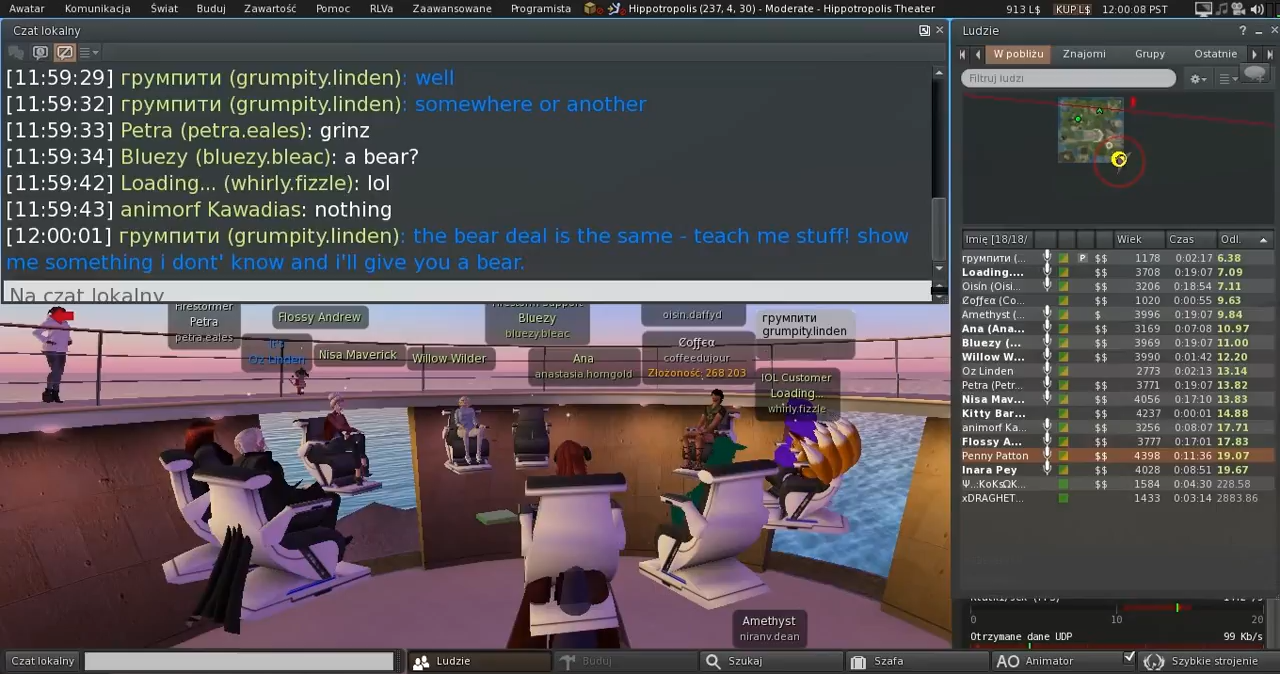 Awatar Komunikacja Świat Buduj Zawartość Pomoc RLVa Zaawansowane Programista Hippotropolis (237, 4, 30) - Moderate - Hippotropolis Theater 913 L$ KUP L$ 12:00:08 PST
Czat lokalny
[11:59:29] грумпити (grumpity.linden): well
[11:59:32] грумпити (grumpity.linden): somewhere or another
[11:59:33] Petra (petra.eales): grinz
[11:59:34] Bluezy (bluezy.bleac): a bear?
[11:59:42] Loading... (whirly.fizzle): lol
[11:59:43] animorf Kawadias: nothing
[12:00:01] грумпити (grumpity.linden): the bear deal is the same - teach me stuff! show
me something i dont' know and i'll give you a bear.
Na czat lokalny
Firestormer
Petra
petra.eales
Flossy Andrew
Oz Linden
Nisa Maverick
Willow Wilder
Firestorm Support
Bluezy
bluezy.bleac
Ana
anastasia.horngold
oisin.daffyd
Coffee
coffeedujour
Złożoność: 268 203
грумпити
grumpity.linden
IOL Customer
Loading...
whirly.fizzle
Amethyst
niranv.dean
Ludzie
W pobliżu Znajomi Grupy Ostatnie
Filtruj ludzi
Imię [18/18/ Wiek Czas Odl.
грумпити (... P $$ 1178 0:02:17 6.38
Loading.... $$ 3708 0:19:07 7.09
Oisín (Oisi... $$ 3206 0:18:54 7.11
Coffee (Co... $$ 1020 0:00:55 9.63
Amethyst (... $ 3996 0:19:07 9.84
Ana (Ana... $$ 3169 0:07:08 10.97
Bluezy (... $$ 3969 0:19:07 11.00
Willow W... $$ 3990 0:01:42 12.20
Oz Linden 2773 0:02:13 13.14
Petra (Petr... $$ 3771 0:19:07 13.82
Nisa Mav... $$ 4056 0:17:10 13.83
Kitty Bar... $$ 4237 0:00:01 14.88
animorf Ka... $$ 3256 0:08:07 17.71
Flossy A... $$ 3777 0:17:01 17.83
Penny Patton $$ 4398 0:11:36 19.07
Inara Pey $$ 4028 0:08:51 19.67
$$ 1584 0:04:30 228.58
xDRAGHET... 1433 0:03:14 2883.86
0 10 20
Otrzymane dane UDP 99 Kb/s
Czat lokalny Ludzie Buduj Szukaj Szafa AO Animator Szybkie strojenie